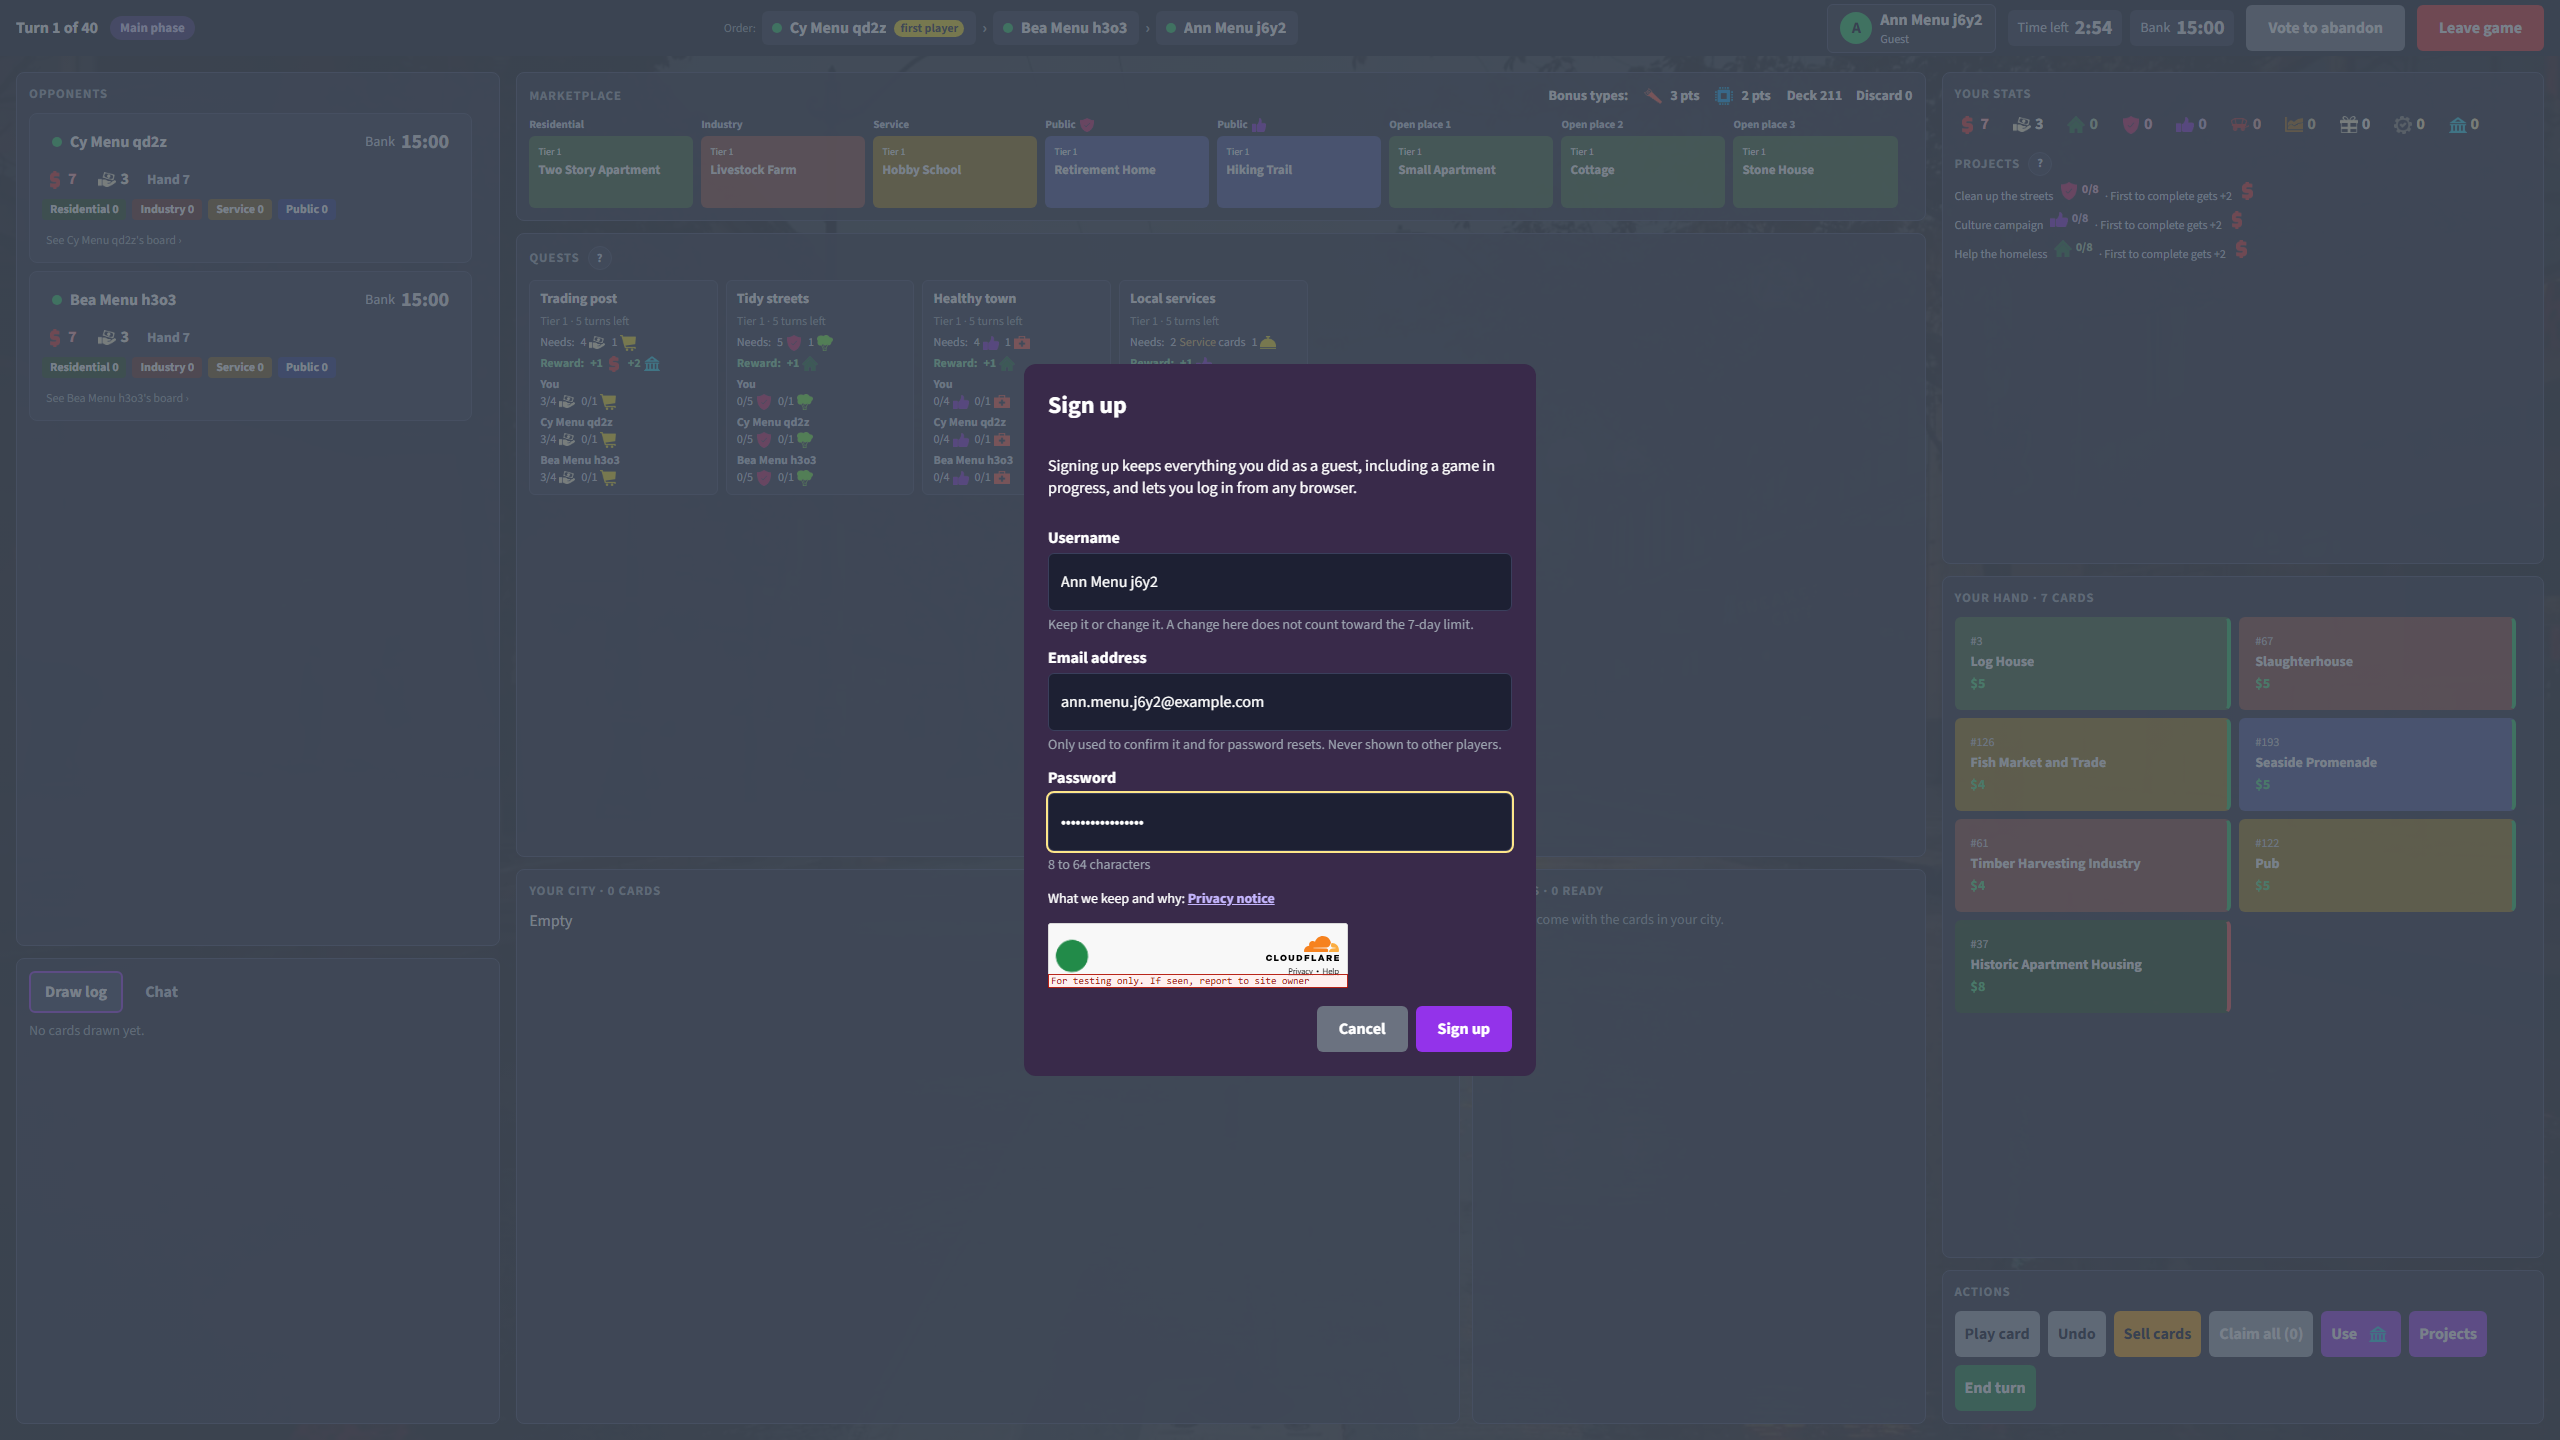 Turn 1 of 40 Main phase
Order: Cy Menu qd2z first player › Bea Menu h3o3 › Ann Menu j6y2
A Ann Menu j6y2
Guest
Time left 2:54 Bank 15:00 Vote to abandon Leave game
OPPONENTS
Cy Menu qd2z Bank 15:00
7 3 Hand 7
Residential 0 Industry 0 Service 0 Public 0
See Cy Menu qd2z's board ›
Bea Menu h3o3 Bank 15:00
7 3 Hand 7
Residential 0 Industry 0 Service 0 Public 0
See Bea Menu h3o3's board ›
Draw log Chat
No cards drawn yet.
MARKETPLACE Bonus types: 3 pts 2 pts Deck 211 Discard 0
Residential Industry Service Public Public Open place 1 Open place 2 Open place 3
Tier 1 Tier 1 Tier 1 Tier 1 Tier 1 Tier 1 Tier 1 Tier 1
Two Story Apartment Livestock Farm Hobby School Retirement Home Hiking Trail Small Apartment Cottage Stone House
QUESTS ?
Trading post
Tier 1 · 5 turns left
Needs: 4 1
Reward: +1 +2
You
3/4 0/1
Cy Menu qd2z
3/4 0/1
Bea Menu h3o3
3/4 0/1
Tidy streets
Tier 1 · 5 turns left
Needs: 5 1
Reward: +1
You
0/5 0/1
Cy Menu qd2z
0/5 0/1
Bea Menu h3o3
0/5 0/1
Healthy town
Tier 1 · 5 turns left
Needs: 4 1
Reward: +1
You
0/4 0/1
Cy Menu qd2z
0/4 0/1
Bea Menu h3o3
0/4 0/1
Local services
Tier 1 · 5 turns left
Needs: 2 Service cards 1
Reward: +1
Sign up
Signing up keeps everything you did as a guest, including a game in
progress, and lets you log in from any browser.
Username
Ann Menu j6y2
Keep it or change it. A change here does not count toward the 7-day limit.
Email address
ann.menu.j6y2@example.com
Only used to confirm it and for password resets. Never shown to other players.
Password
•••••••••••••••••
8 to 64 characters
What we keep and why: Privacy notice
CLOUDFLARE
Privacy • Help
For testing only. If seen, report to site owner
Cancel Sign up
YOUR CITY · 0 CARDS
Empty
· 0 READY
come with the cards in your city.
YOUR STATS
7 3 0 0 0 0 0 0 0 0
PROJECTS ?
Clean up the streets 0/8 · First to complete gets +2
Culture campaign 0/8 · First to complete gets +2
Help the homeless 0/8 · First to complete gets +2
YOUR HAND · 7 CARDS
#3
Log House
$5
#67
Slaughterhouse
$5
#126
Fish Market and Trade
$4
#193
Seaside Promenade
$5
#61
Timber Harvesting Industry
$4
#122
Pub
$5
#37
Historic Apartment Housing
$8
ACTIONS
Play card Undo Sell cards Claim all (0) Use Projects
End turn